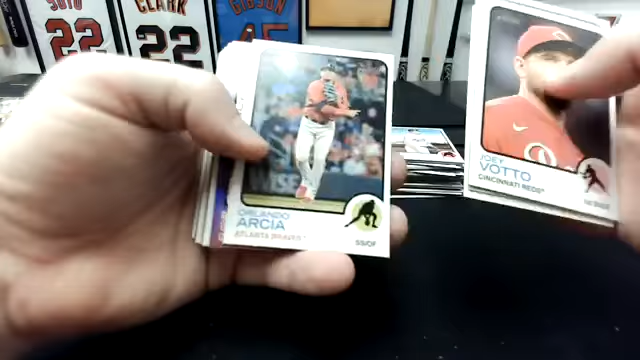 SOTO
22
CLARK
22
GIBSON
45
ORLANDO
ARCIA
ATLANTA BRAVES
SS/OF
JOEY
VOTTO
CINCINNATI REDS